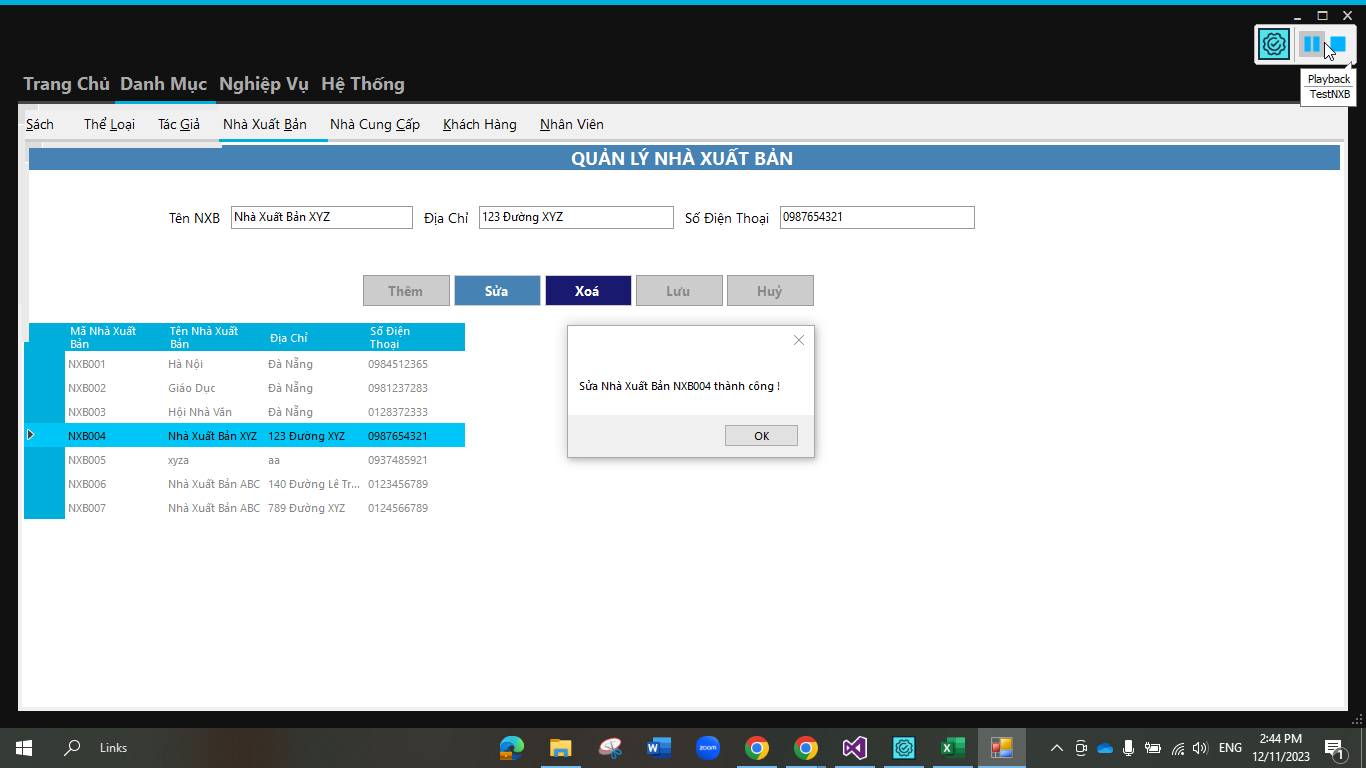 Playback
TestNXB
Trang Chủ Danh Mục Nghiệp Vụ Hệ Thống
Sách Thể Loại Tác Giả Nhà Xuất Bản Nhà Cung Cấp Khách Hàng Nhân Viên
QUẢN LÝ NHÀ XUẤT BẢN
Tên NXB Nhà Xuất Bản XYZ Địa Chỉ 123 Đường XYZ Số Điện Thoại 0987654321
Thêm Sửa Xoá Lưu Huỷ
Mã Nhà Xuất Bản Tên Nhà Xuất Bản Địa Chỉ Số Điện Thoại
NXB001 Hà Nội Đà Nẵng 0984512365
NXB002 Giáo Dục Đà Nẵng 0981237283
NXB003 Hội Nhà Văn Đà Nẵng 0128372333
NXB004 Nhà Xuất Bản XYZ 123 Đường XYZ 0987654321
NXB005 xyza aa 0937485921
NXB006 Nhà Xuất Bản ABC 140 Đường Lê Tr... 0123456789
NXB007 Nhà Xuất Bản ABC 789 Đường XYZ 0124566789
Sửa Nhà Xuất Bản NXB004 thành công !
OK
Links
zoom
ENG
2:44 PM
12/11/2023
1